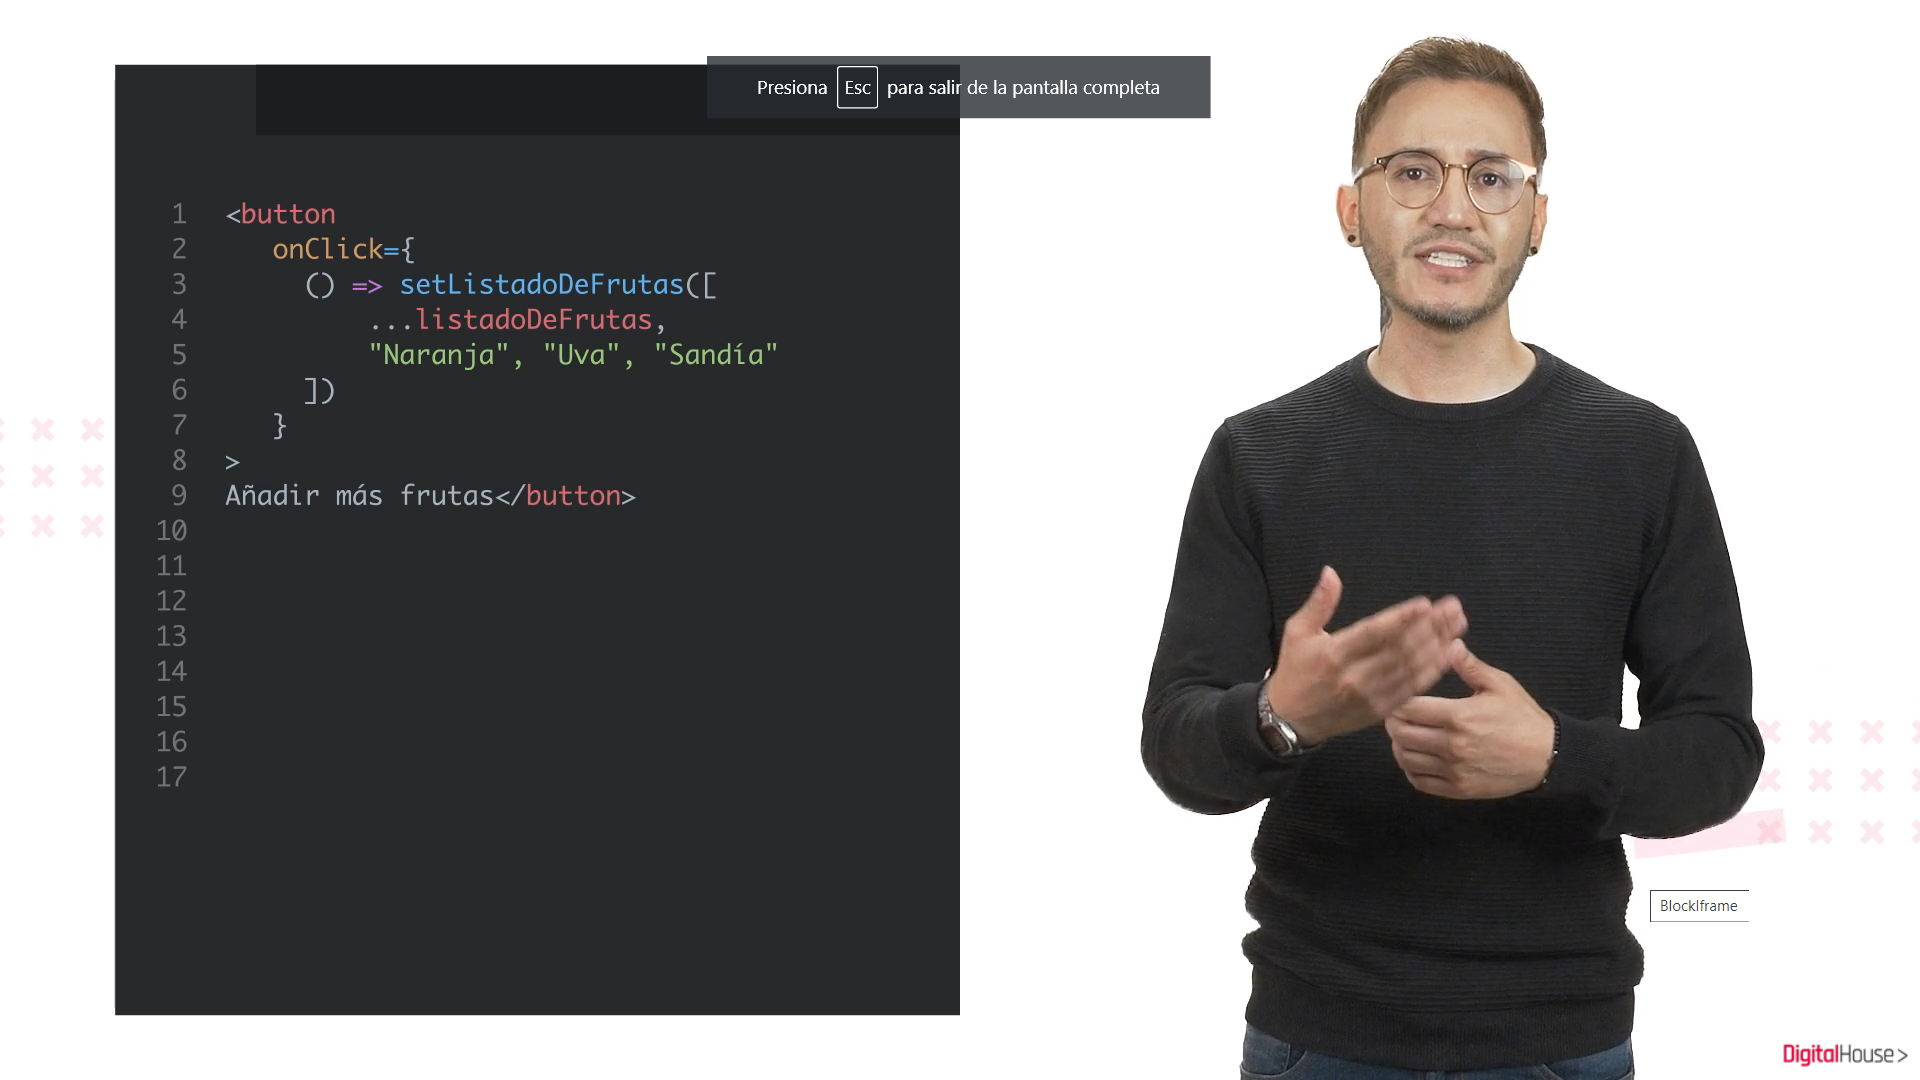 Presiona Esc para salir de la pantalla completa
1 <button
2 onClick={
3 () => setListadoDeFrutas([
4 ...listadoDeFrutas,
5 "Naranja", "Uva", "Sandía"
6 ])
7 }
8 >
9 Añadir más frutas</button>
10
11
12
13
14
15
16
17
BlockIframe
DigitalHouse>